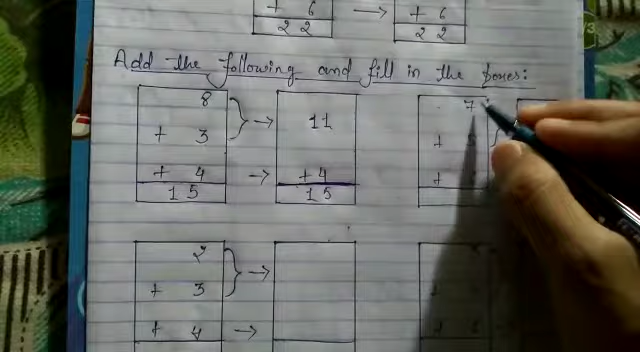 + 6 → + 6
2 2 2 2
Add the following and fill in the boxes:
8 7
+ 3 → 11 +
+ 4 → +4 +
1 5 1 5
2
+ 3 → +
+ 4 → +